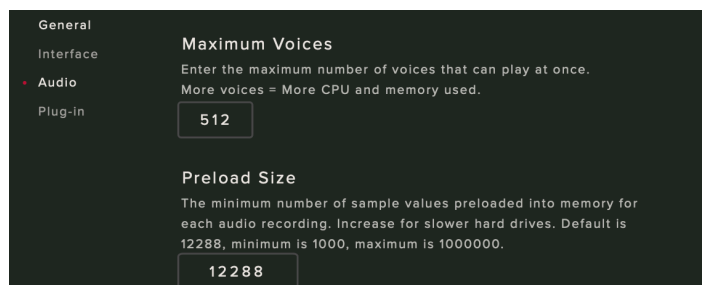 General
Interface
Audio
Plug-in
Maximum Voices
Enter the maximum number of voices that can play at once.
More voices = More CPU and memory used.
512
Preload Size
The minimum number of sample values preloaded into memory for
each audio recording. Increase for slower hard drives. Default is
12288, minimum is 1000, maximum is 1000000.
12288